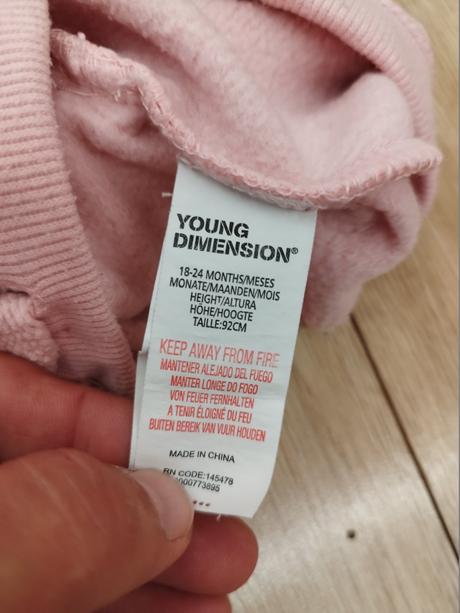 YOUNG
DIMENSION®
18-24 MONTHS/MESES
MONATE/MAANDEN/MOIS
HEIGHT/ALTURA
HÖHE/HOOGTE
TAILLE:92CM
KEEP AWAY FROM FIRE
MANTENER ALEJADO DEL FUEGO
MANTER LONGE DO FOGO
VON FEUER FERNHALTEN
A TENIR ÉLOIGNÉ DU FEU
BUITEN BEREIK VAN VUUR HOUDEN
MADE IN CHINA
RN CODE:145478